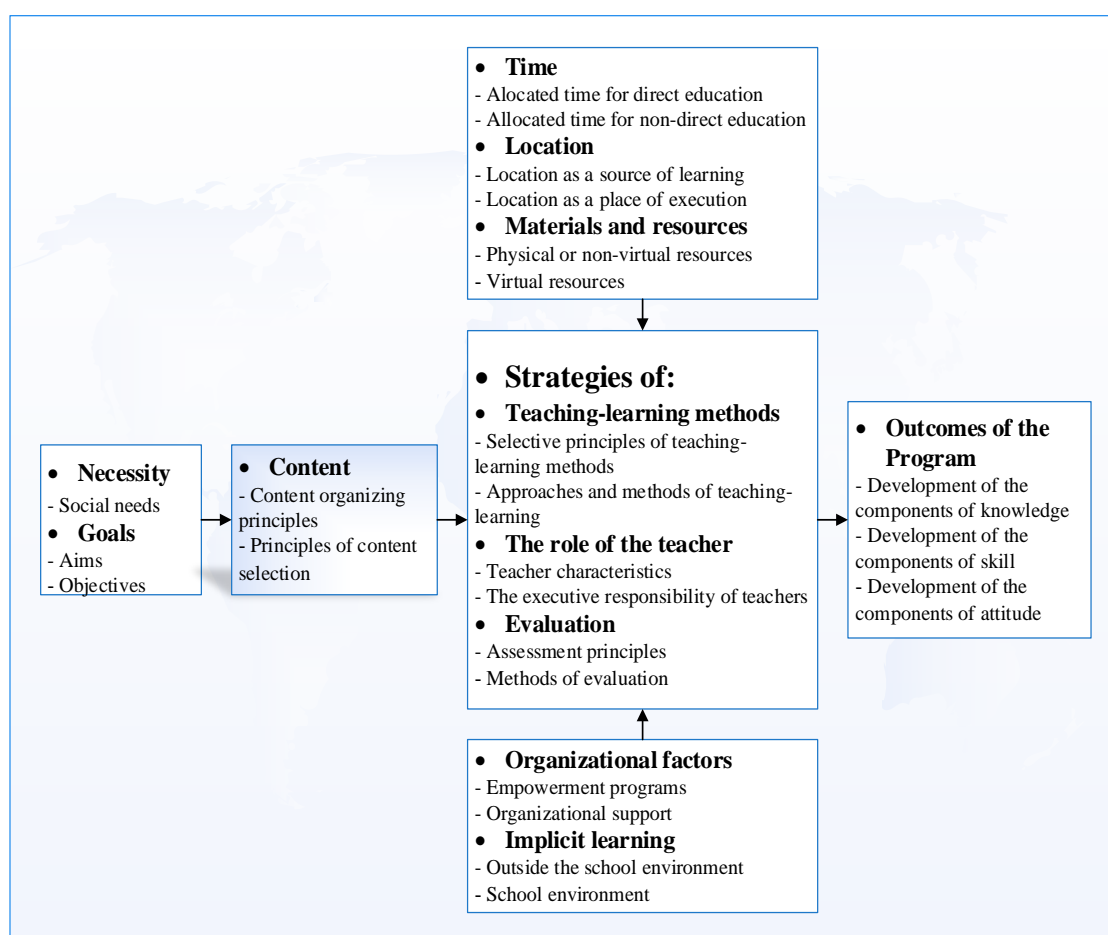 • Time
- Alocated time for direct education
- Allocated time for non-direct education
• Location
- Location as a source of learning
- Location as a place of execution
• Materials and resources
- Physical or non-virtual resources
- Virtual resources
• Necessity
- Social needs
• Goals
- Aims
- Objectives
• Content
- Content organizing
principles
- Principles of content
selection
• Strategies of:
• Teaching-learning methods
- Selective principles of teaching-
learning methods
- Approaches and methods of teaching-
learning
• The role of the teacher
- Teacher characteristics
- The executive responsibility of teachers
• Evaluation
- Assessment principles
- Methods of evaluation
• Outcomes of the
Program
- Development of the
components of knowledge
- Development of the
components of skill
- Development of the
components of attitude
• Organizational factors
- Empowerment programs
- Organizational support
• Implicit learning
- Outside the school environment
- School environment